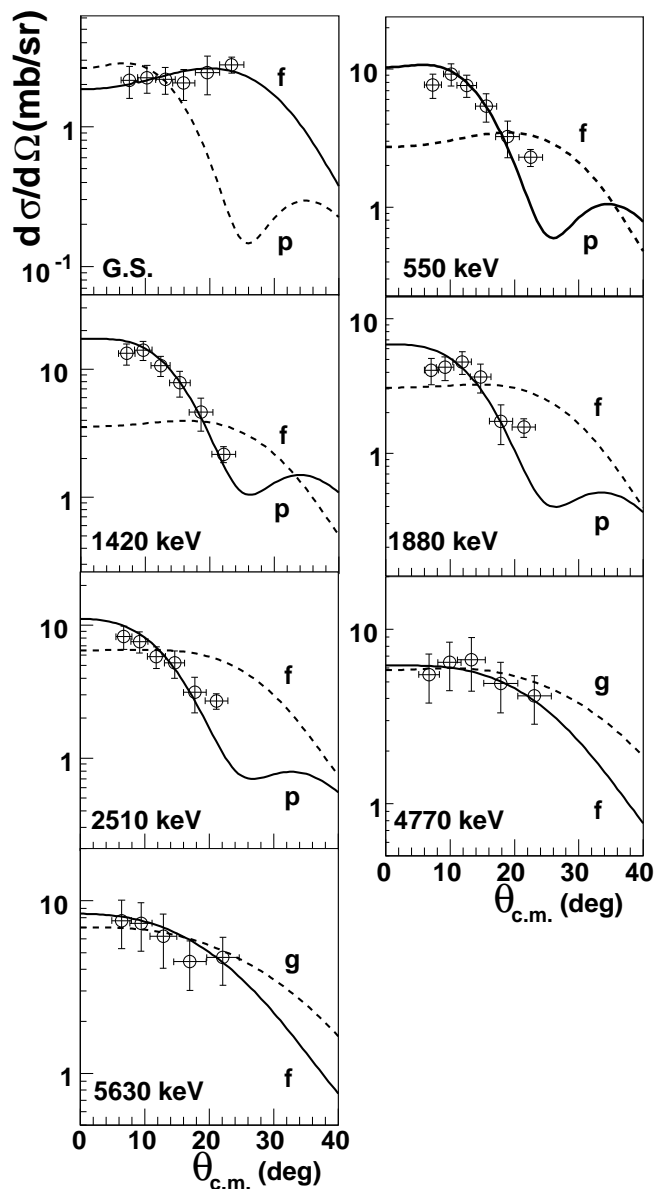 dσ/dΩ(mb/sr)
1
10⁻¹
f
p
G.S.
10
1
f
p
550 keV
10
1
f
p
1420 keV
10
1
f
p
1880 keV
10
1
f
p
2510 keV
10
1
g
f
4770 keV
0 10 20 30 40
θc.m. (deg)
10
1
g
f
5630 keV
0 10 20 30 40
θc.m. (deg)